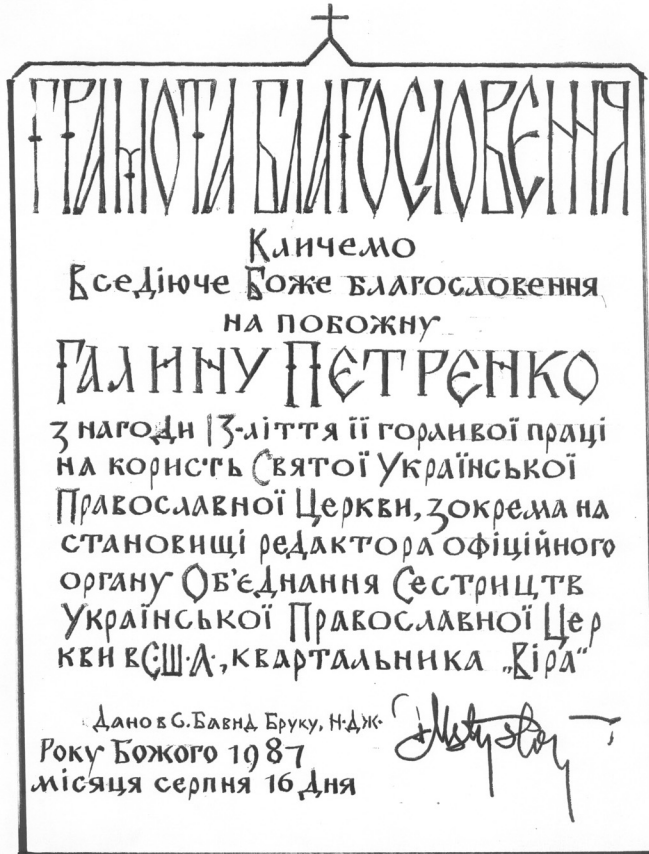 ГРАМОТА БЛАГОСЛОВЕННЯ
Кличемо
Вседіюче Боже благословення
на побожну
ГАЛИНУ ПЕТРЕНКО
з нагоди 13-ліття її горливої праці
на користь Святої Української
Православної Церкви, зокрема на
становищі редактора офіційного
органу Об'єднання Сестрицтв
Української Православної Цер
кви в С.Ш.А., квартальника „Віра“
Дано в С. Бавнд Бруку, Н.Дж.
Року Божого 1987
місяця серпня 16 дня
+ Mstyslav